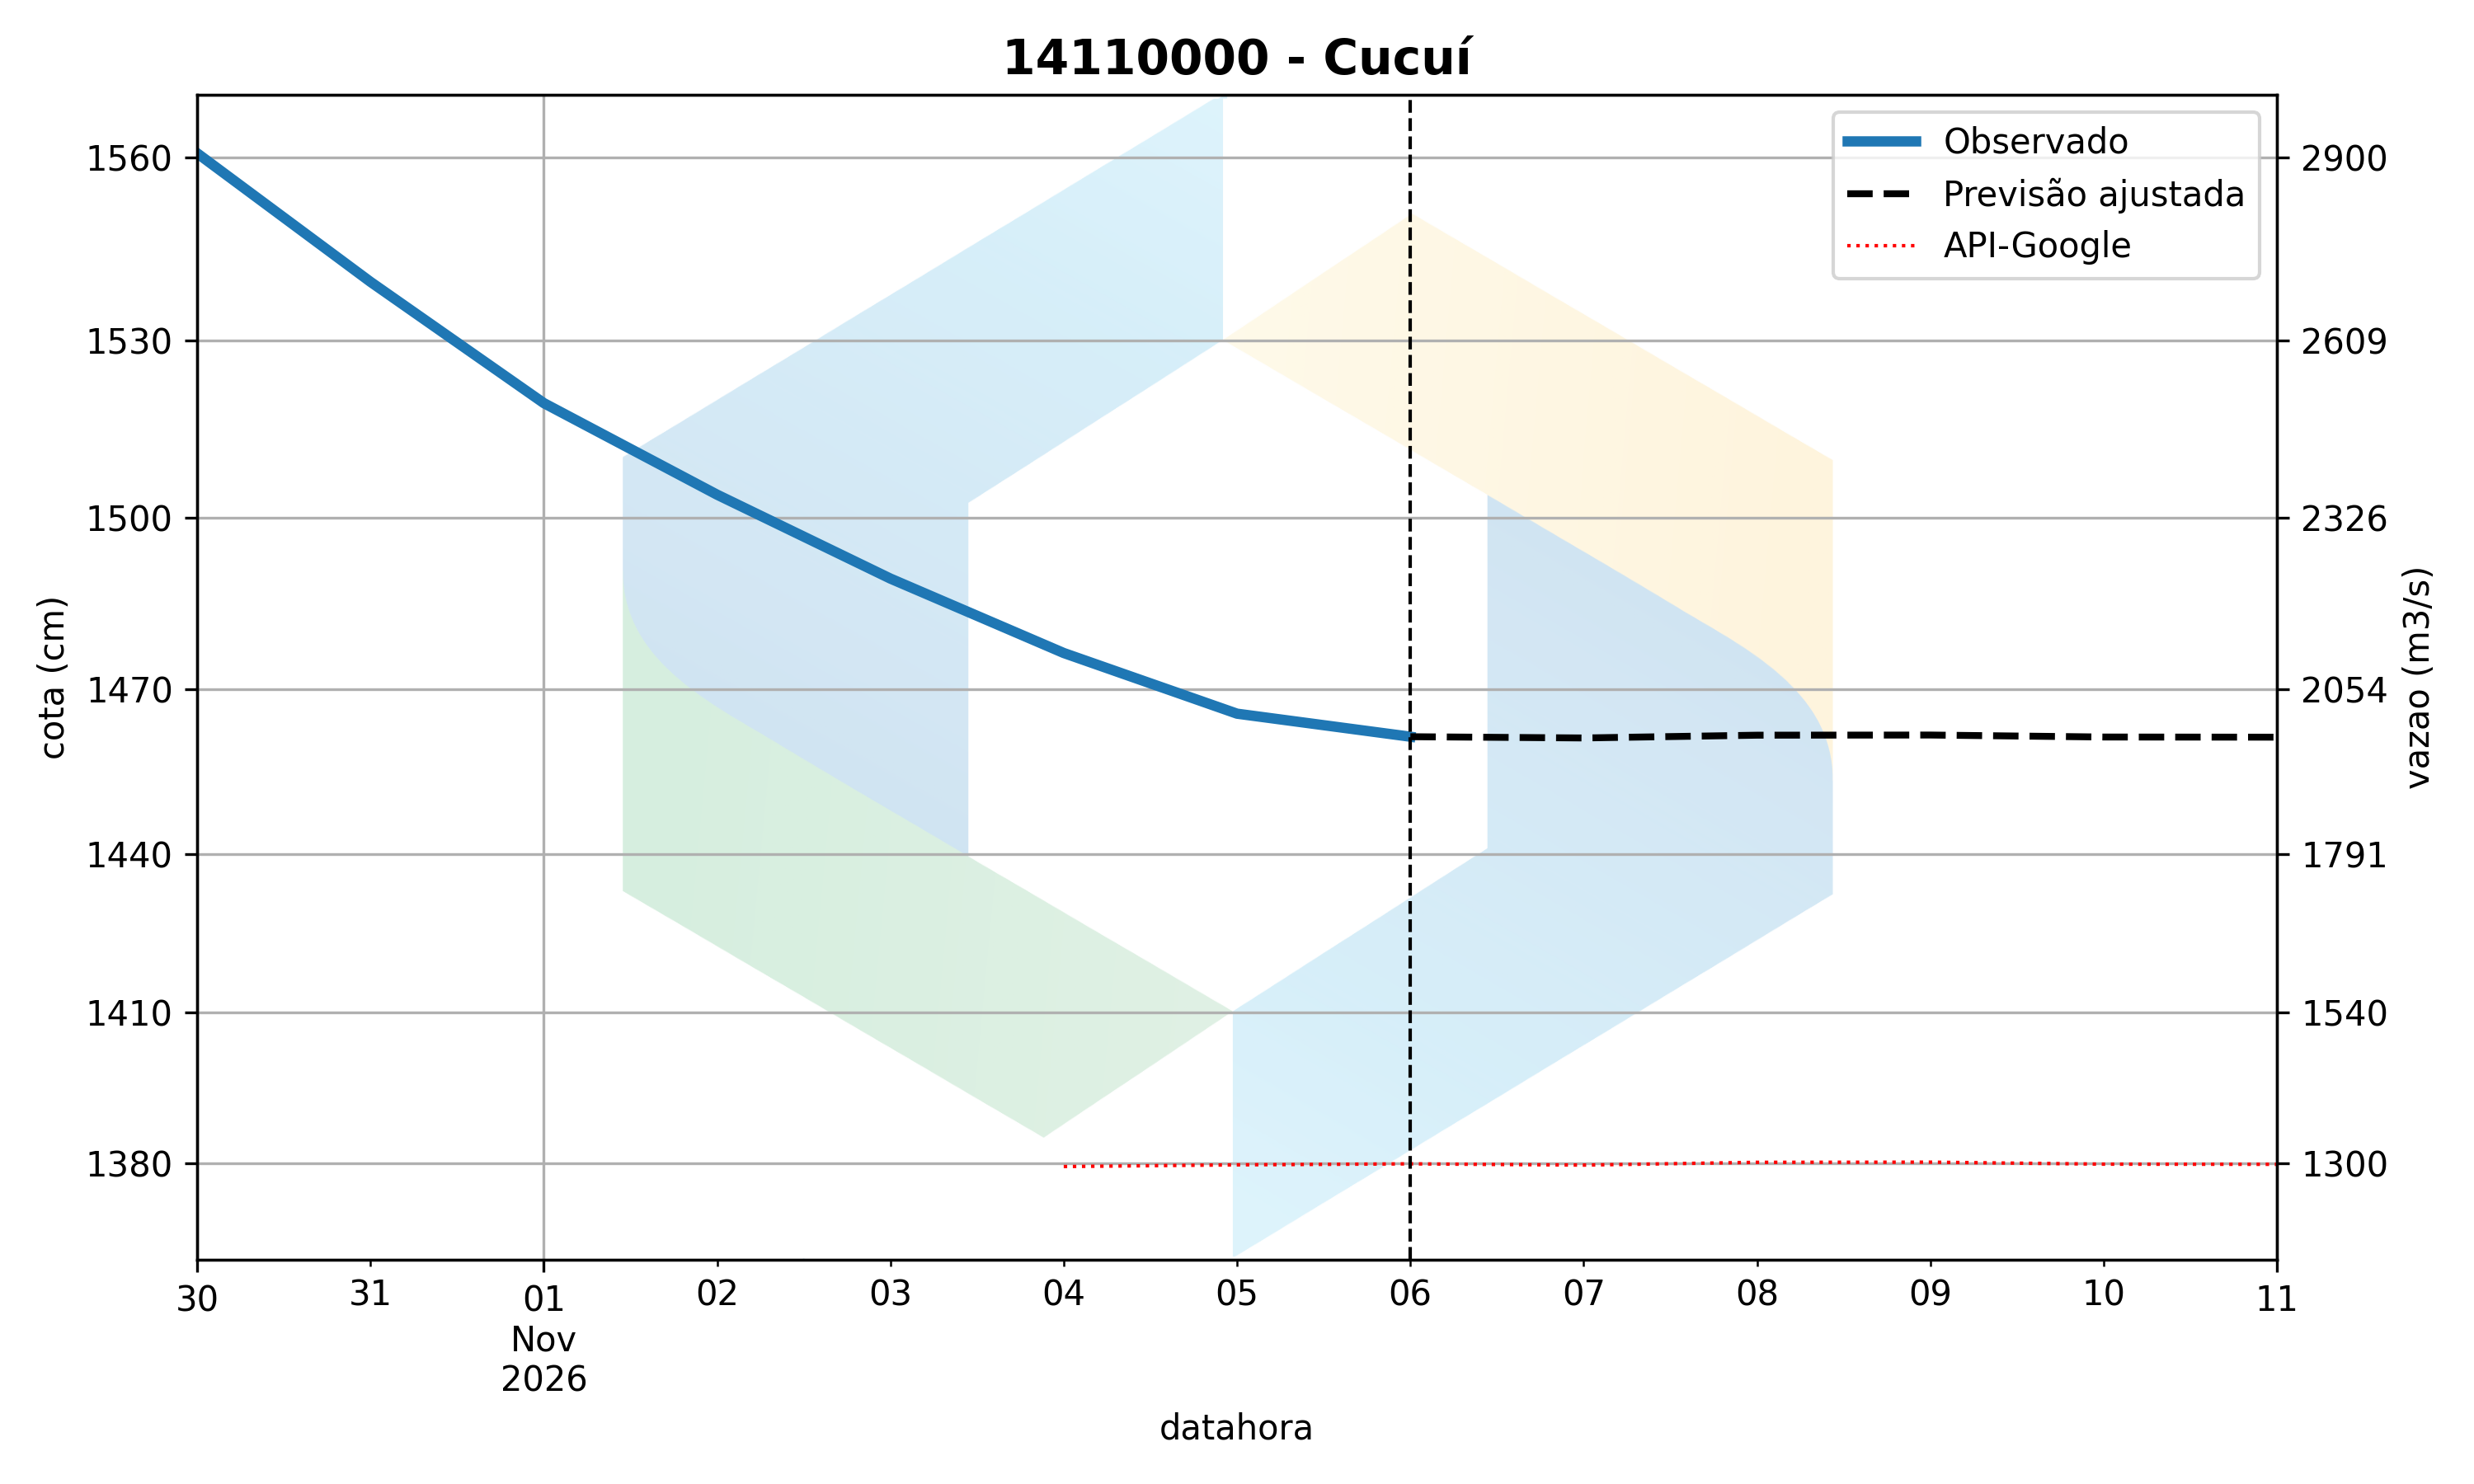 14110000 - Cucuí
Observado
Previsão ajustada
API-Google
1560
1530
1500
1470
1440
1410
1380
cota (cm)
2900
2609
2326
2054
1791
1540
1300
vazao (m3/s)
30 31 01 02 03 04 05 06 07 08 09 10 11
Nov
2026
datahora